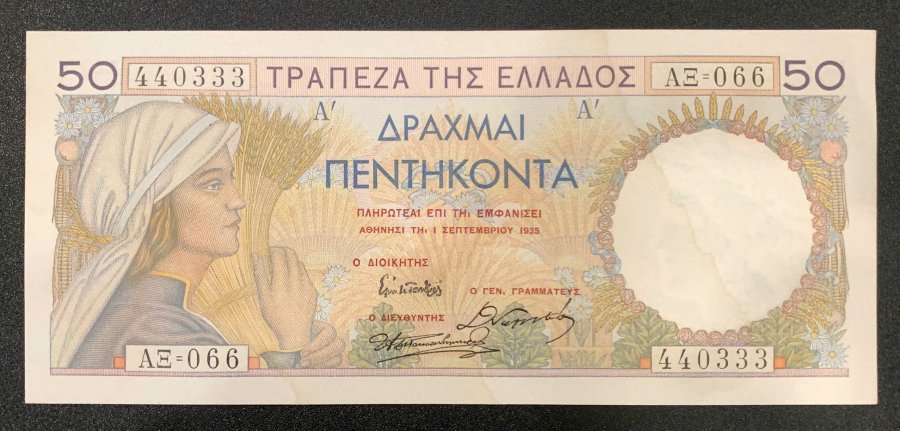 50 440333 ΤΡΑΠΕΖΑ ΤΗΣ ΕΛΛΑΔΟΣ ΑΞ=066 50
Α' Α'
ΔΡΑΧΜΑΙ
ΠΕΝΤΗΚΟΝΤΑ
ΠΛΗΡΩΤΕΑΙ ΕΠΙ ΤΗι ΕΜΦΑΝΙΣΕΙ
ΑΘΗΝΗΣΙ ΤΗι 1 ΣΕΠΤΕΜΒΡΙΟΥ 1935
Ο ΔΙΟΙΚΗΤΗΣ
Ο ΓΕΝ. ΓΡΑΜΜΑΤΕΥΣ
Ο ΔΙΕΥΘΥΝΤΗΣ
ΑΞ=066 440333